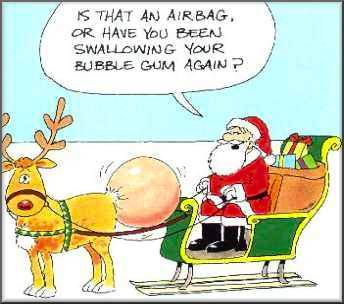 IS THAT AN AIRBAG,
OR HAVE YOU BEEN
SWALLOWING YOUR
BUBBLE GUM AGAIN?